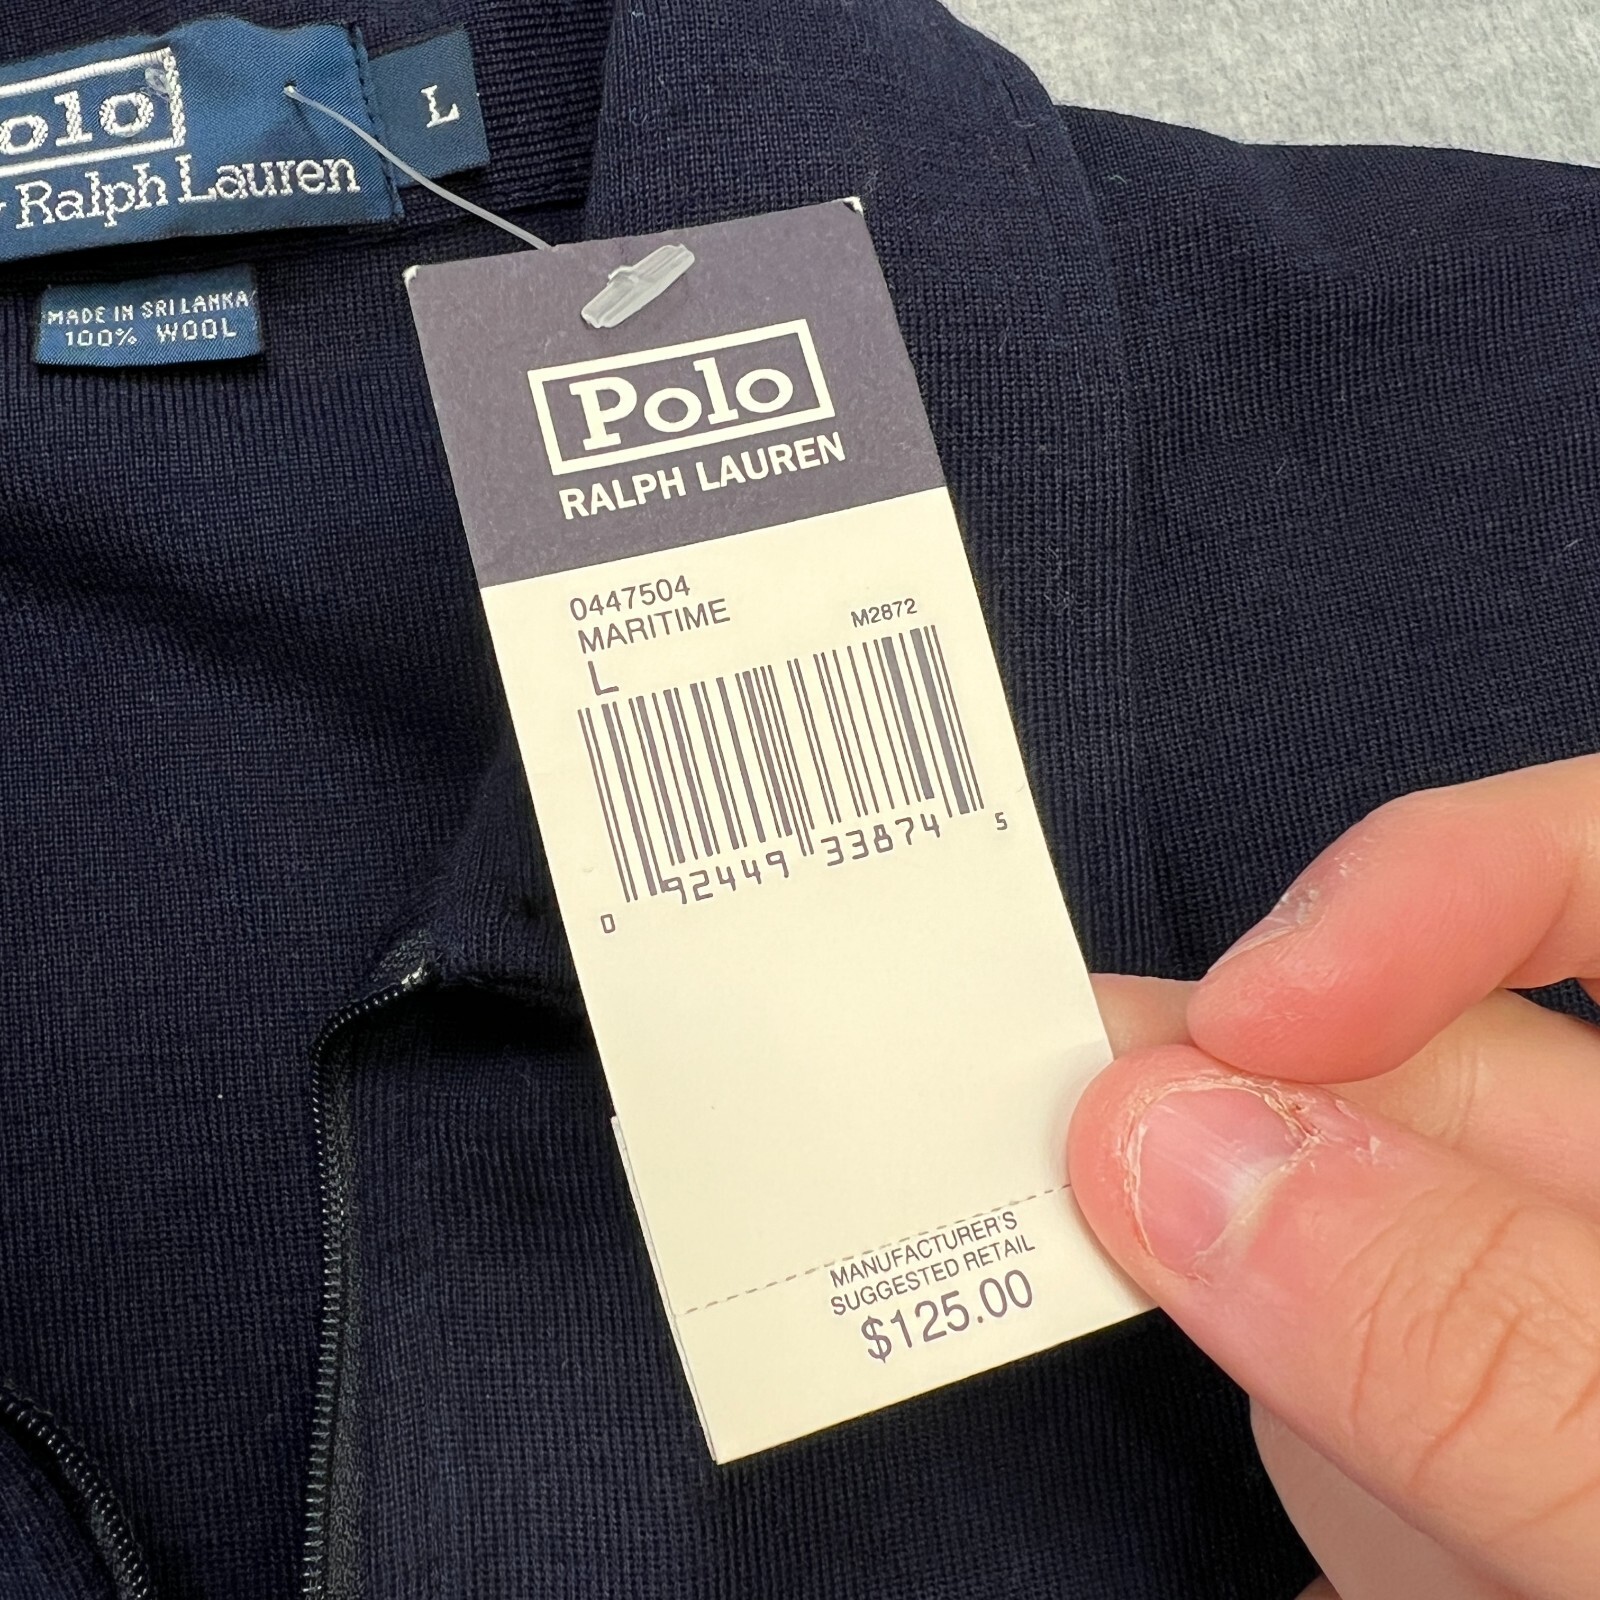 olo
Ralph Lauren
L
MADE IN SRI LANKA
100% WOOL
Polo
RALPH LAUREN
0447504
MARITIME
M2872
L
0 92449 33874 5
MANUFACTURER'S
SUGGESTED RETAIL
$125.00